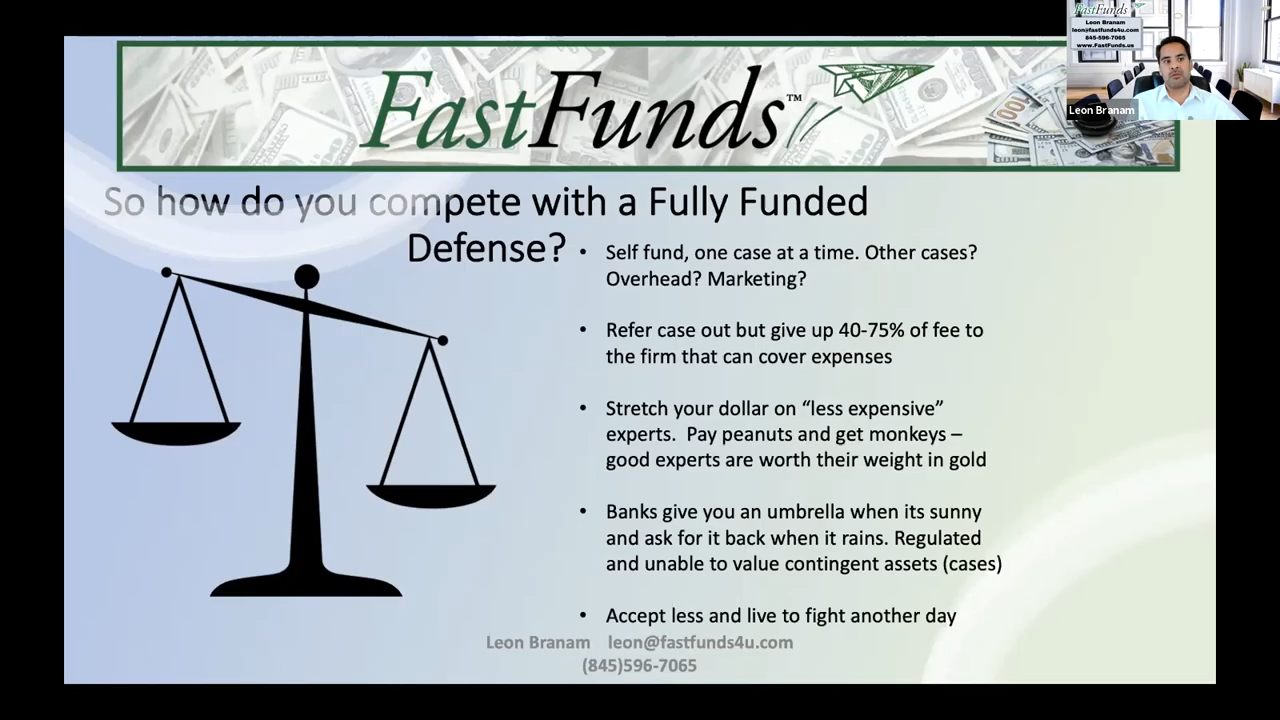 FastFunds
Leon Branam
leon@fastfunds4u.com
845-596-7065
www.FastFunds.us
Leon Branam
FastFunds™
So how do you compete with a Fully Funded
Defense?
• Self fund, one case at a time. Other cases?
Overhead? Marketing?
• Refer case out but give up 40-75% of fee to
the firm that can cover expenses
• Stretch your dollar on “less expensive”
experts.  Pay peanuts and get monkeys –
good experts are worth their weight in gold
• Banks give you an umbrella when its sunny
and ask for it back when it rains. Regulated
and unable to value contingent assets (cases)
• Accept less and live to fight another day
Leon Branam    leon@fastfunds4u.com
(845)596-7065